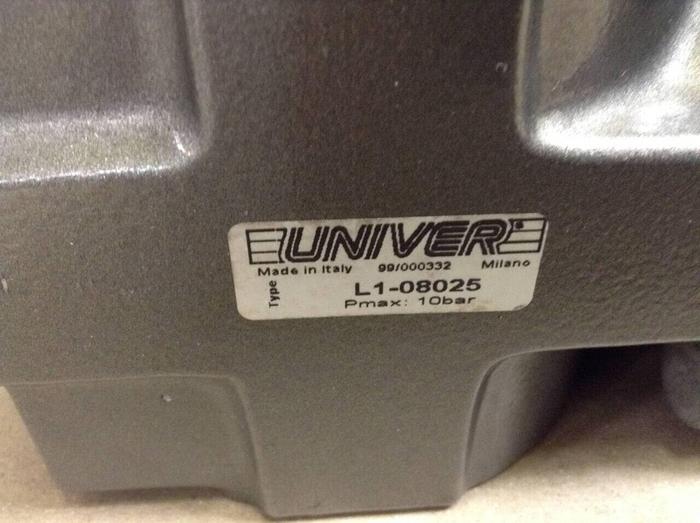 UNIVER®
Made in Italy 99/000332 Milano
Type L1-08025
Pmax: 10bar